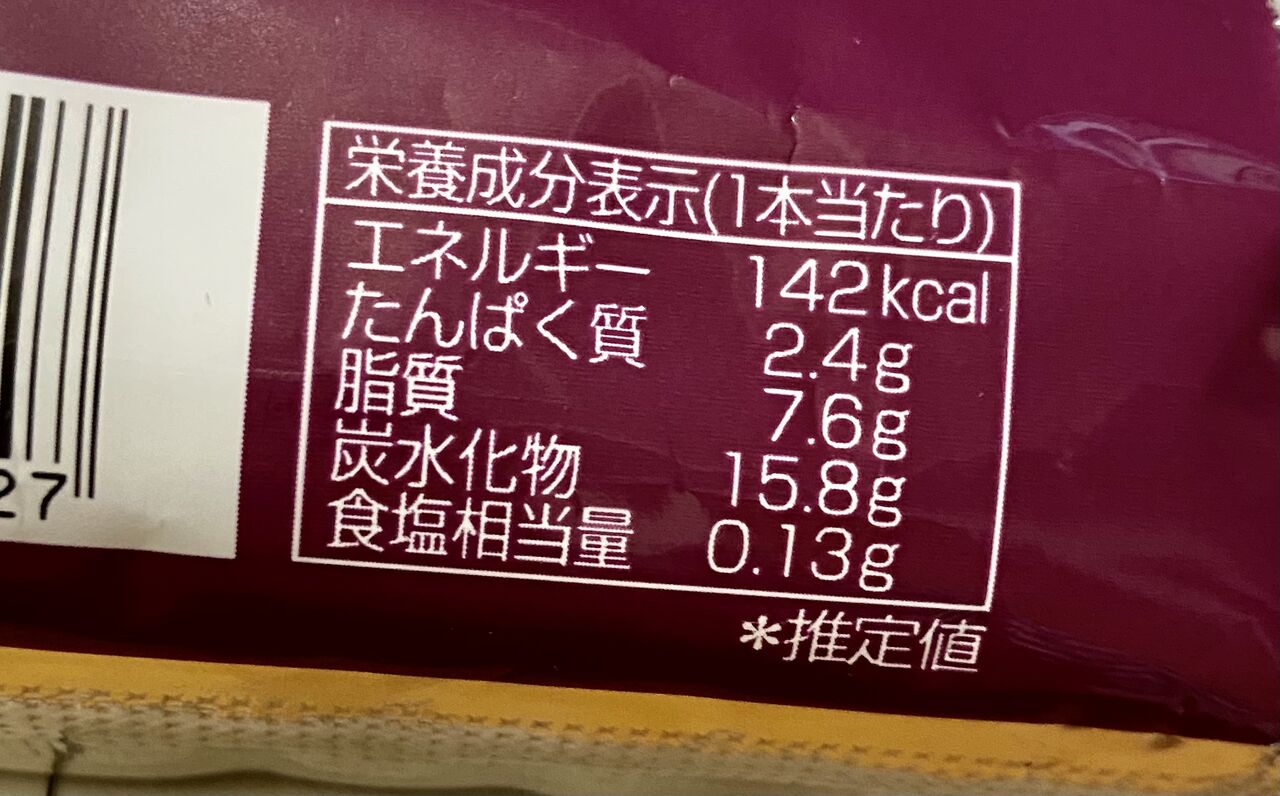 栄養成分表示(1本当たり)
エネルギー 142kcal
たんぱく質 2.4g
脂質 7.6g
炭水化物 15.8g
食塩相当量 0.13g
*推定値
27